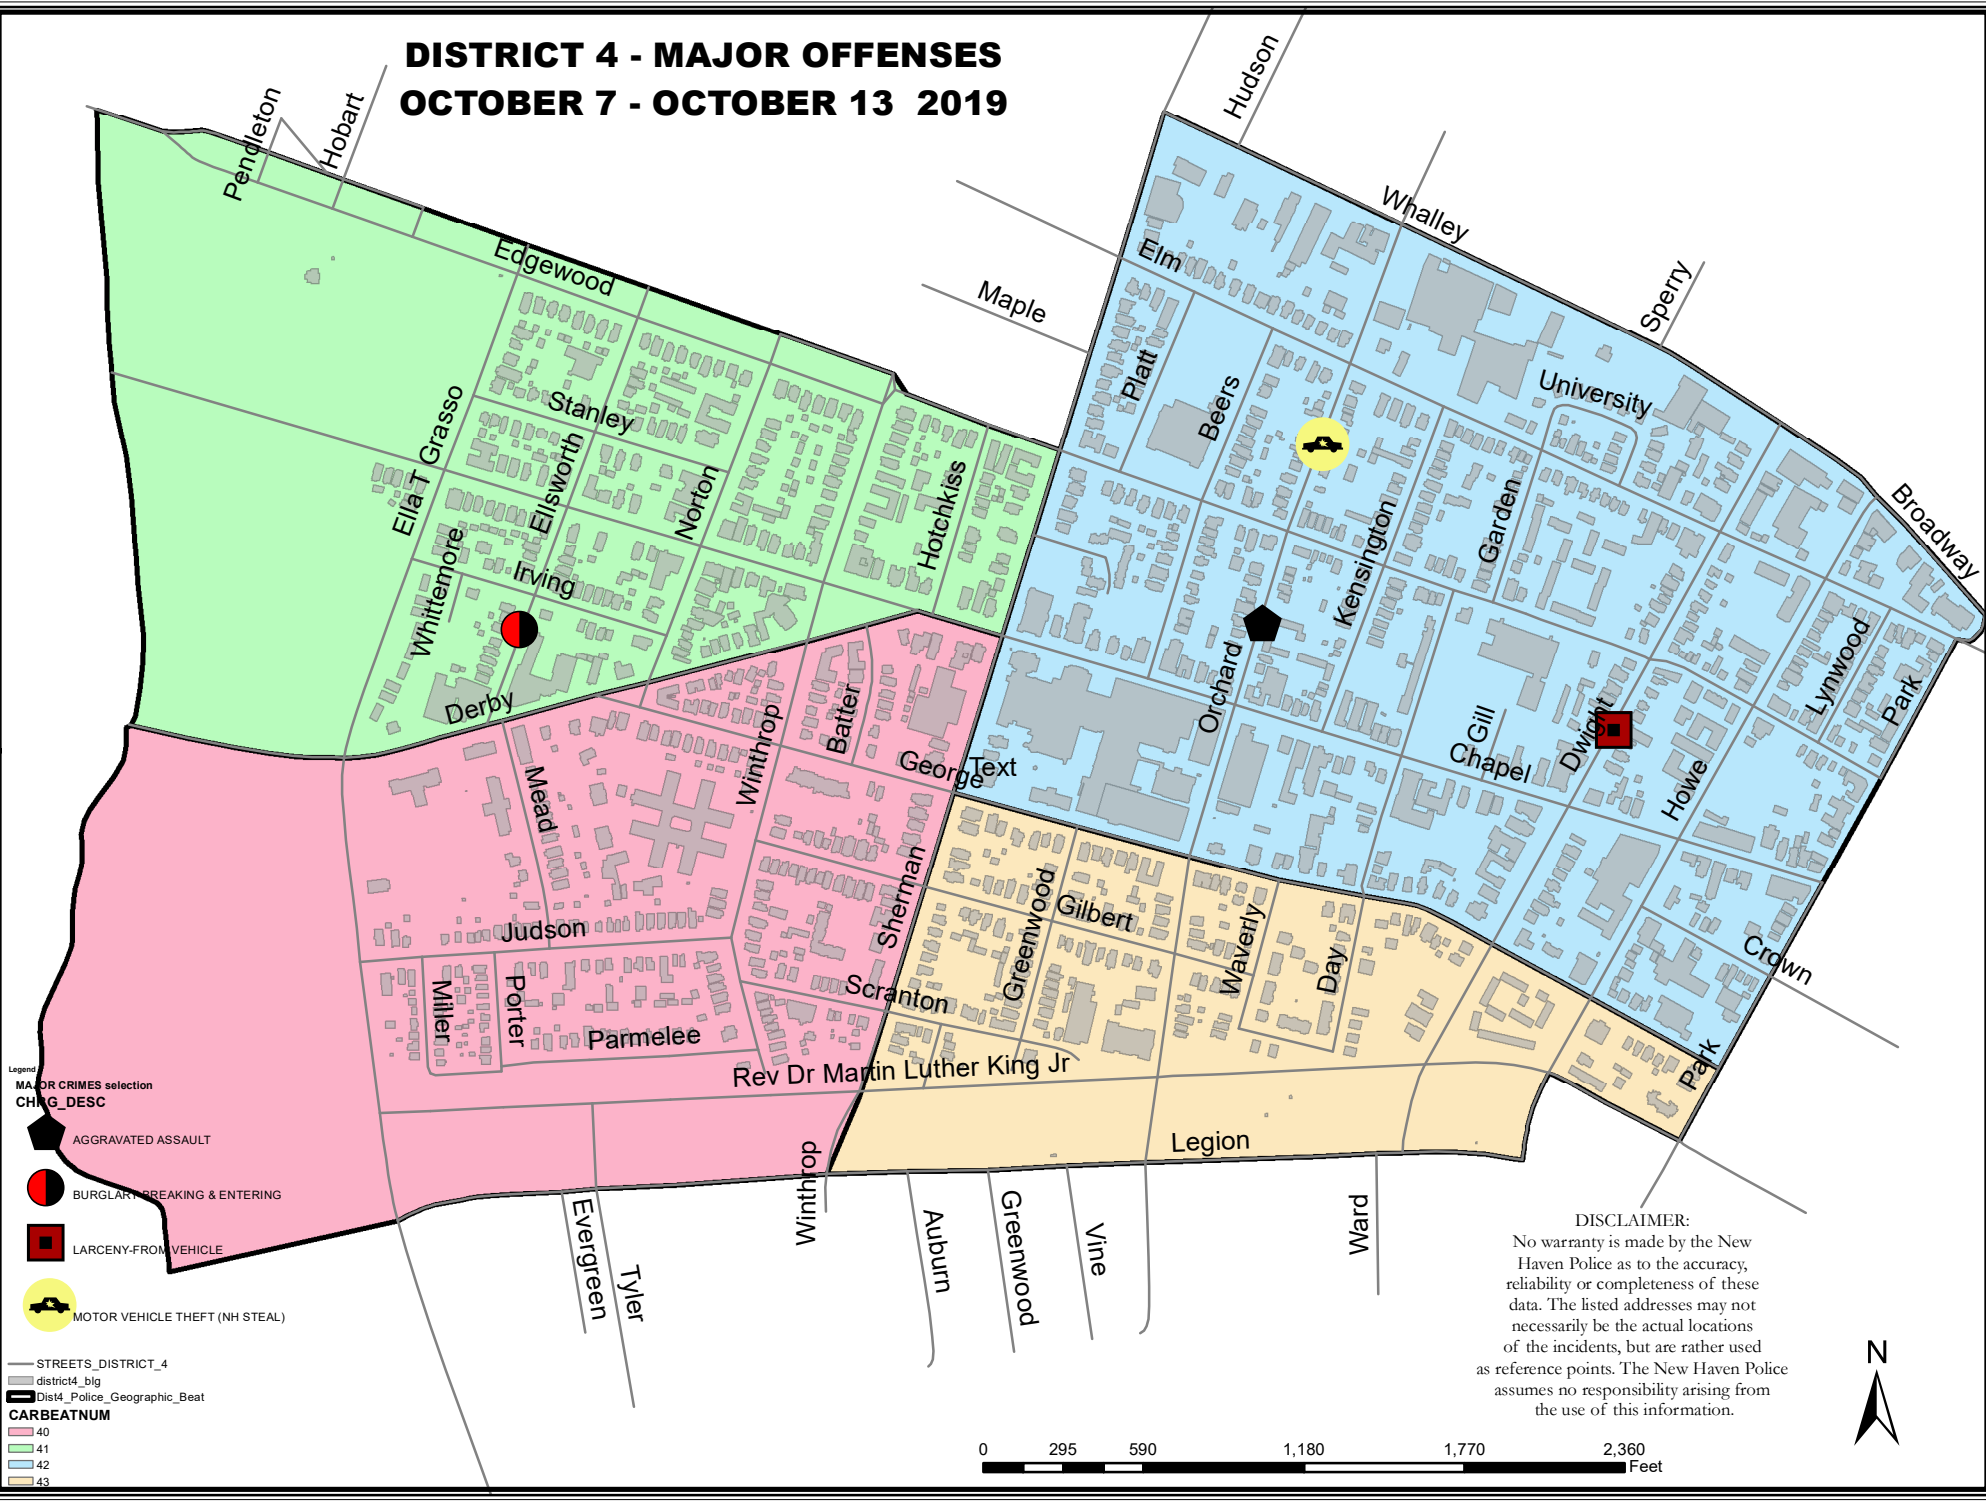 DISTRICT 4 - MAJOR OFFENSES
OCTOBER 7 - OCTOBER 13 2019
Hudson
Pendleton
Hobart
Whalley
Edgewood
Elm
Maple
Sperry
Platt
Beers
University
Stanley
Ella T Grasso
Ellsworth
Norton
Hotchkiss
Garden
Kensington
Broadway
Whittemore
Irving
Orchard
Lynwood
Park
Derby
Winthrop
Batter
George
Text
Gill
Chapel
Dwight
Howe
Mead
Sherman
Greenwood
Gilbert
Waverly
Day
Crown
Judson
Miller
Porter
Scranton
Parmelee
Rev Dr Martin Luther King Jr
Park
Legion
Winthrop
Evergreen
Tyler
Auburn
Greenwood
Vine
Ward
Legend
MAJOR CRIMES selection
CHRG_DESC
AGGRAVATED ASSAULT
BURGLARY-BREAKING & ENTERING
LARCENY-FROM VEHICLE
MOTOR VEHICLE THEFT (NH STEAL)
STREETS_DISTRICT_4
district4_blg
Dist4_Police_Geographic_Beat
CARBEATNUM
40
41
42
43
DISCLAIMER:
No warranty is made by the New
Haven Police as to the accuracy,
reliability or completeness of these
data. The listed addresses may not
necessarily be the actual locations
of the incidents, but are rather used
as reference points. The New Haven Police
assumes no responsibility arising from
the use of this information.
N
0 295 590 1,180 1,770 2,360
Feet